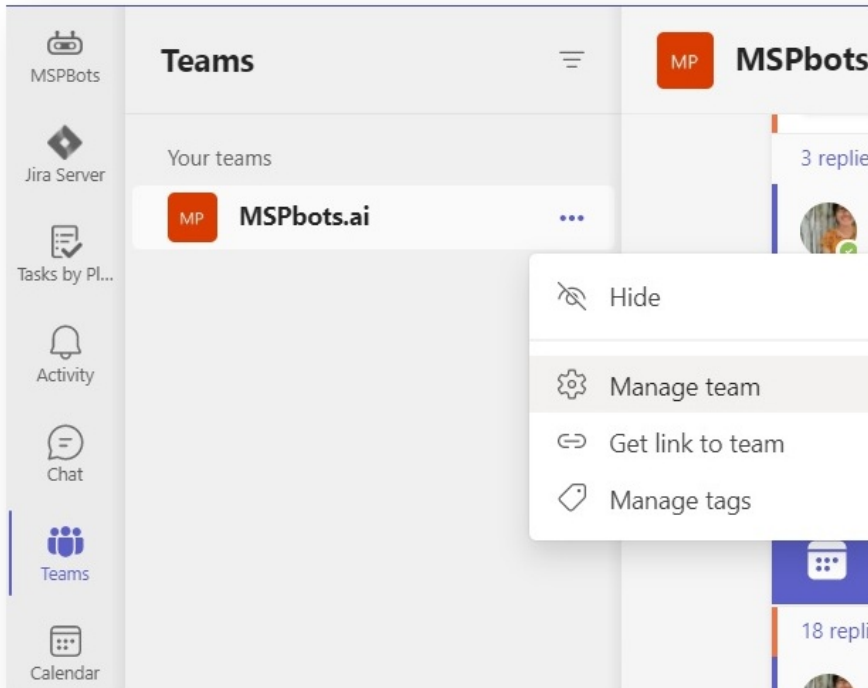 MSPBots
Jira Server
Tasks by Pl...
Activity
Chat
Teams
Calendar
Teams
Your teams
MP
MSPbots.ai
MP
MSPbots
3 replie
Hide
Manage team
Get link to team
Manage tags
18 repli